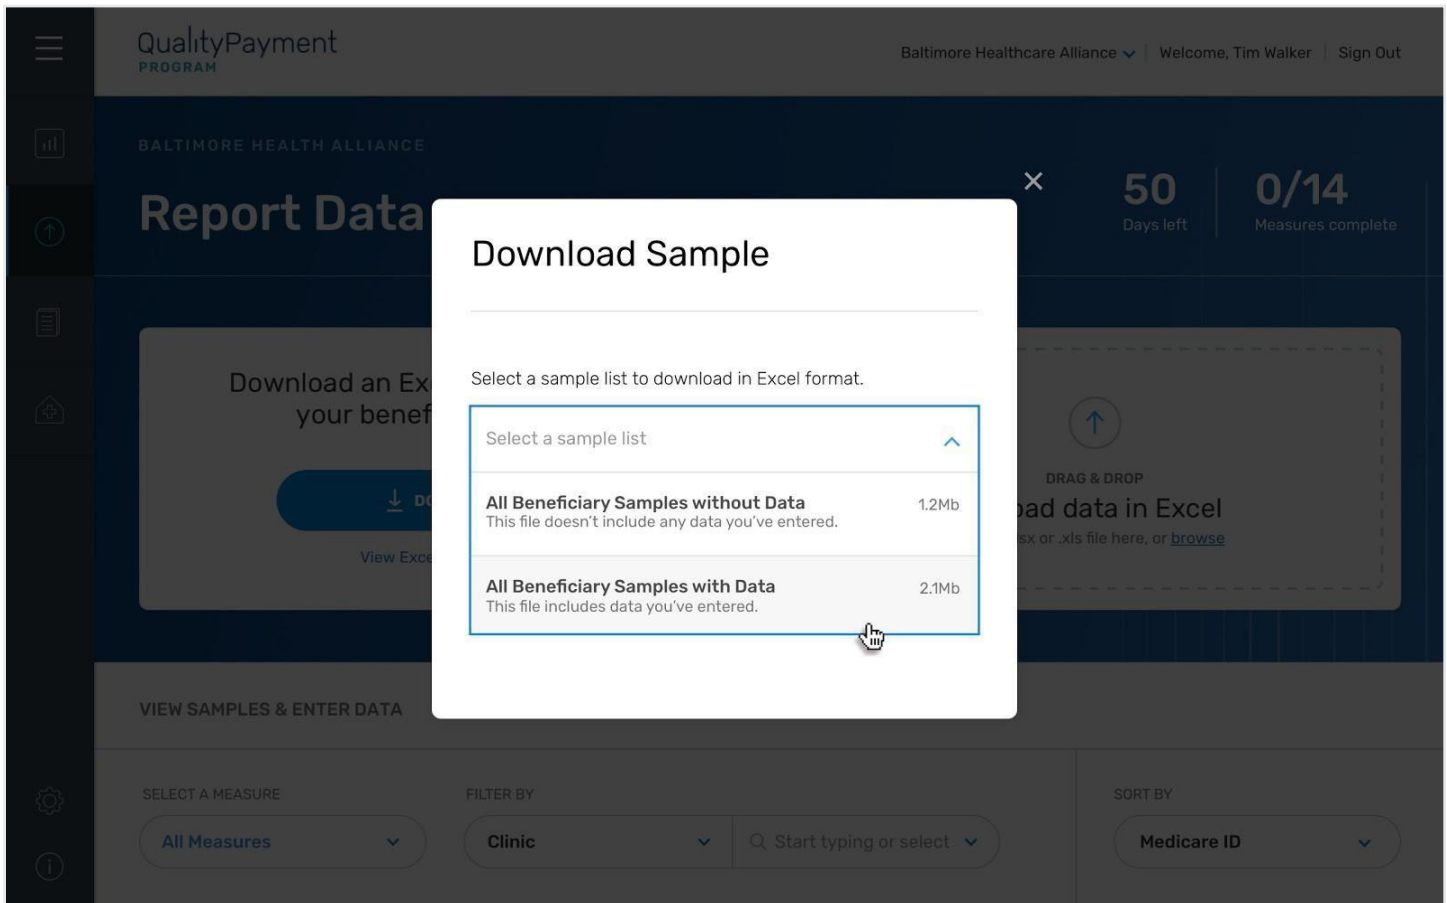 QualityPayment
PROGRAM
Baltimore Healthcare Alliance
Welcome, Tim Walker
Sign Out
BALTIMORE HEALTH ALLIANCE
Report Data
50
Days left
0/14
Measures complete
Download Sample
Select a sample list to download in Excel format.
Select a sample list
All Beneficiary Samples without Data
1.2Mb
This file doesn't include any data you've entered.
All Beneficiary Samples with Data
2.1Mb
This file includes data you've entered.
Download an Ex
your benef
View Exce
DRAG & DROP
data in Excel
or .xls file here, or browse
VIEW SAMPLES & ENTER DATA
SELECT A MEASURE
All Measures
FILTER BY
Clinic
Start typing or select
SORT BY
Medicare ID